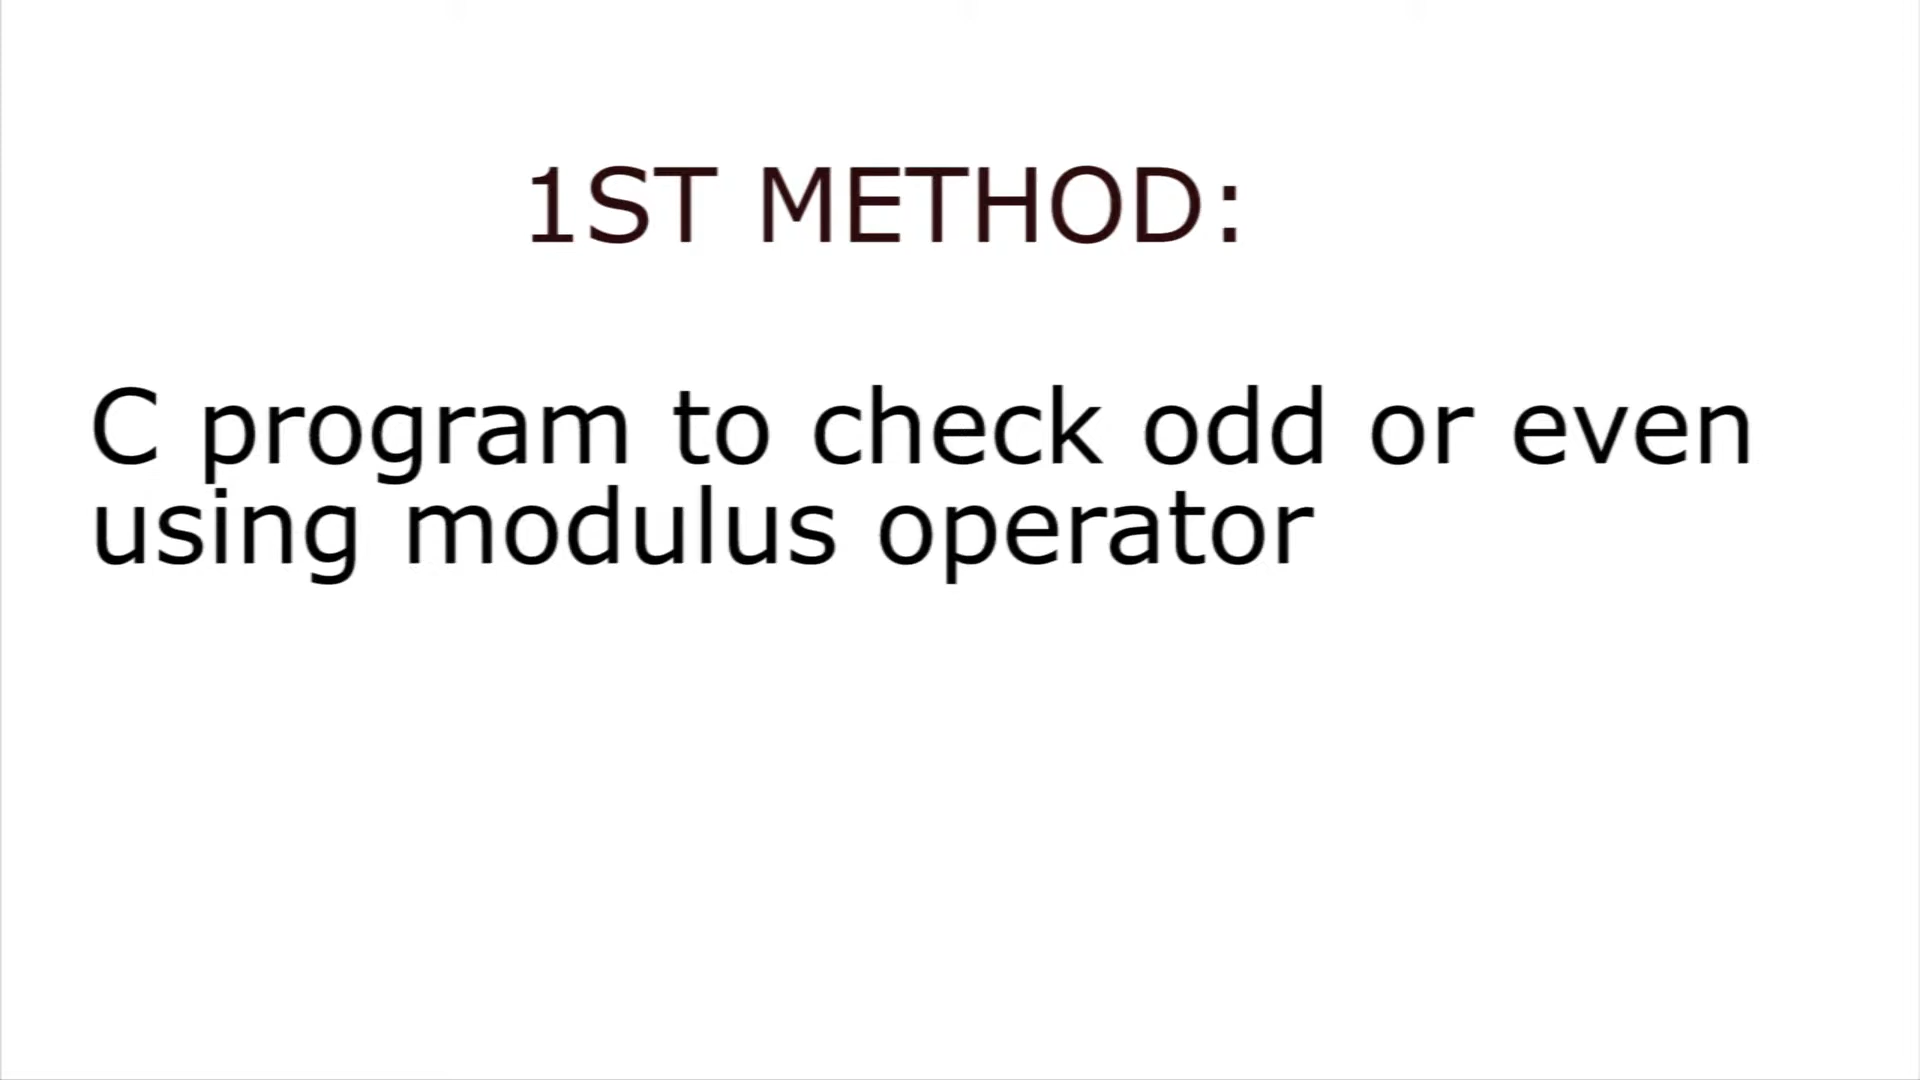 1ST METHOD:
C program to check odd or even
using modulus operator